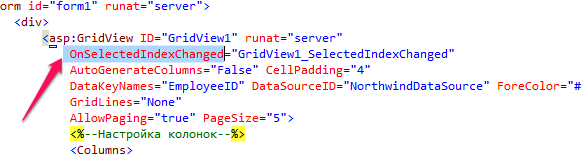 orm id="form1" runat="server">
<div>
<asp:GridView ID="GridView1" runat="server"
OnSelectedIndexChanged="GridView1_SelectedIndexChanged"
AutoGenerateColumns="False" CellPadding="4"
DataKeyNames="EmployeeID" DataSourceID="NorthwindDataSource" ForeColor="#
GridLines="None"
AllowPaging="true" PageSize="5">
<%--Настройка колонок--%>
<Columns>